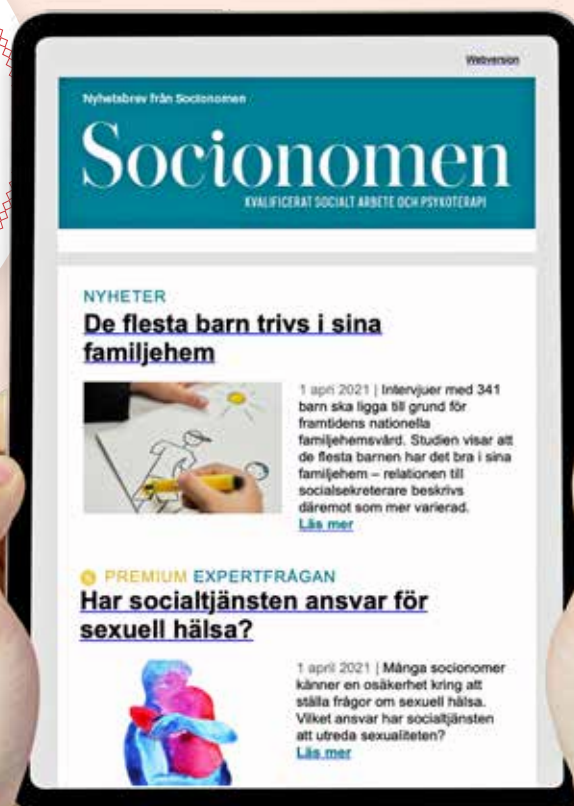 Webversion
Nyhetsbrev från Socionomen
Socionomen
KVALIFICERAT SOCIALT ARBETE OCH PSYKOTERAPI
NYHETER
De flesta barn trivs i sina
familjehem
1 april 2021 | Intervjuer med 341
barn ska ligga till grund för
framtidens nationella
familjehemsvård. Studien visar att
de flesta barnen har det bra i sina
familjehem – relationen till
socialsekreterare beskrivs
däremot som mer varierad.
Läs mer
PREMIUM EXPERTFRÅGAN
Har socialtjänsten ansvar för
sexuell hälsa?
1 april 2021 | Många socionomer
känner en osäkerhet kring att
ställa frågor om sexuell hälsa.
Vilket ansvar har socialtjänsten
att utreda sexualiteten?
Läs mer